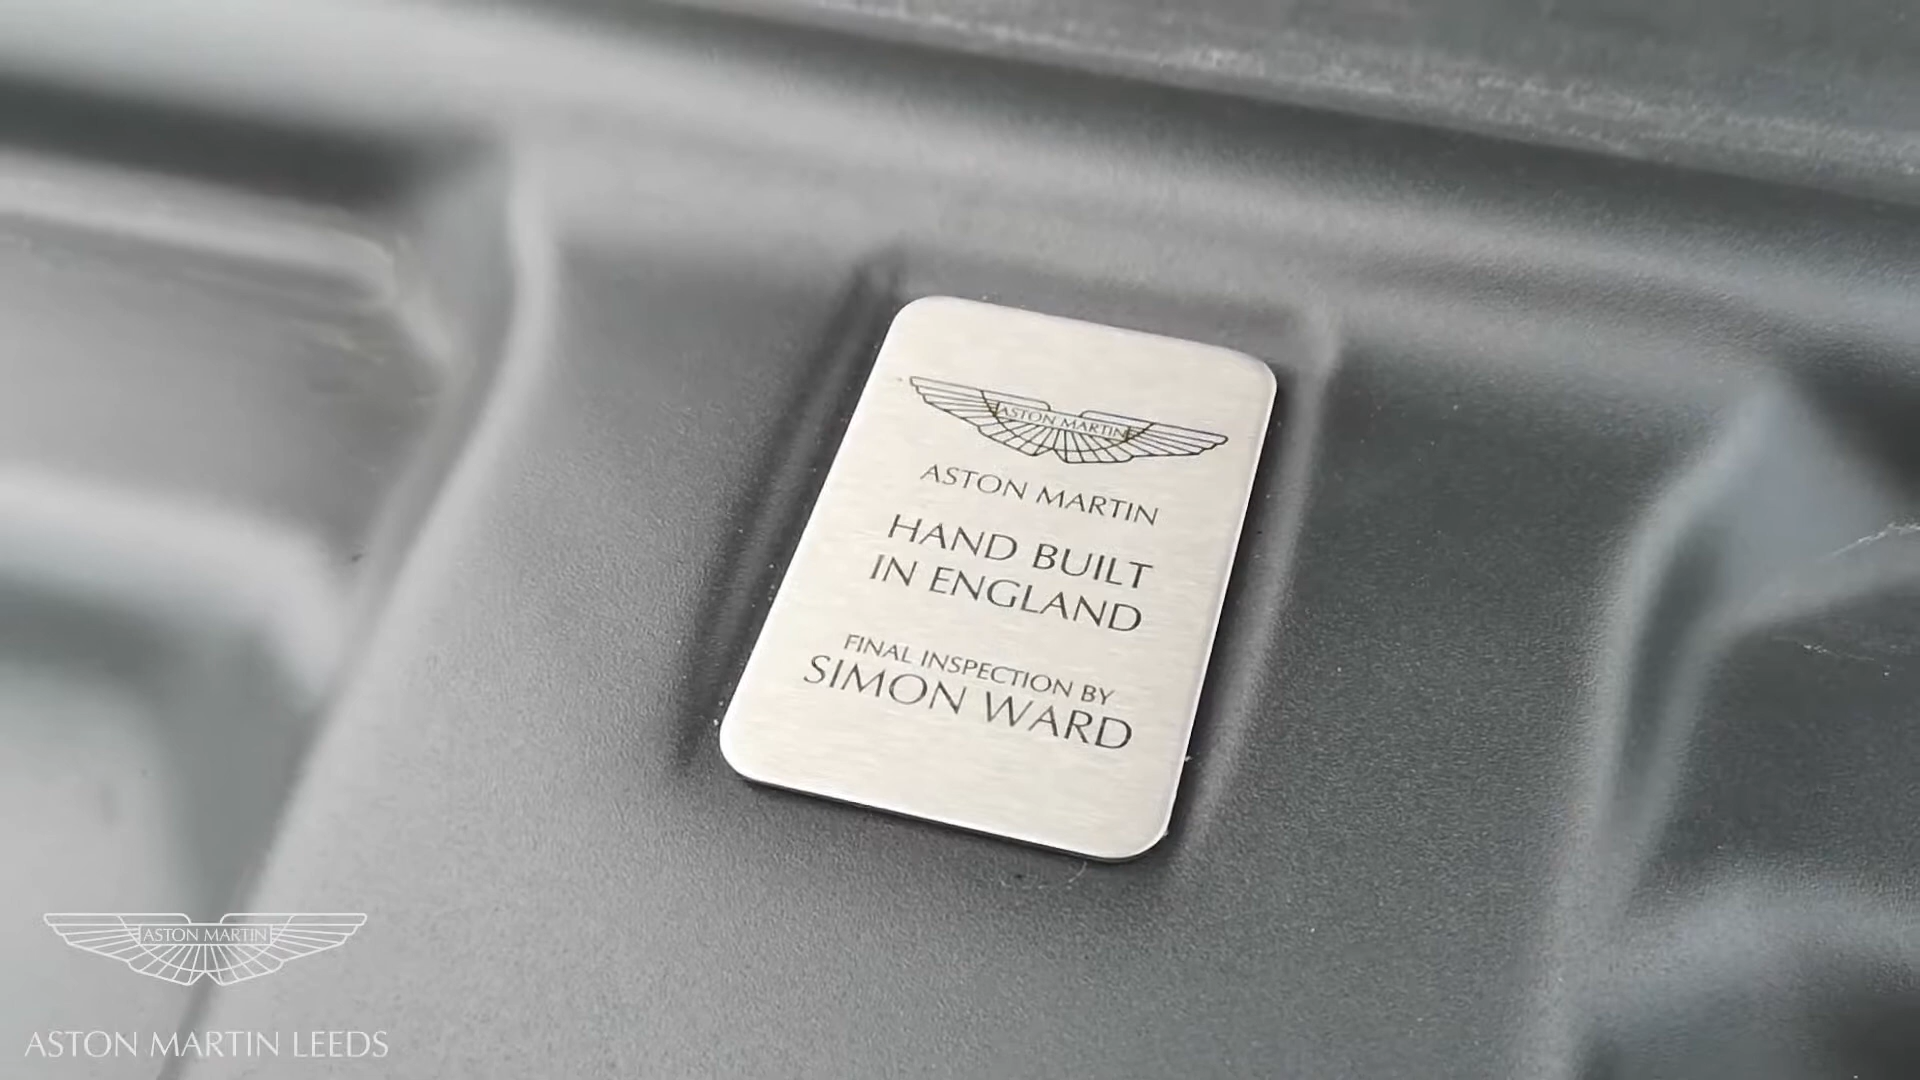 ASTON MARTIN
ASTON MARTIN
HAND BUILT
IN ENGLAND
FINAL INSPECTION BY
SIMON WARD
ASTON MARTIN
ASTON MARTIN LEEDS